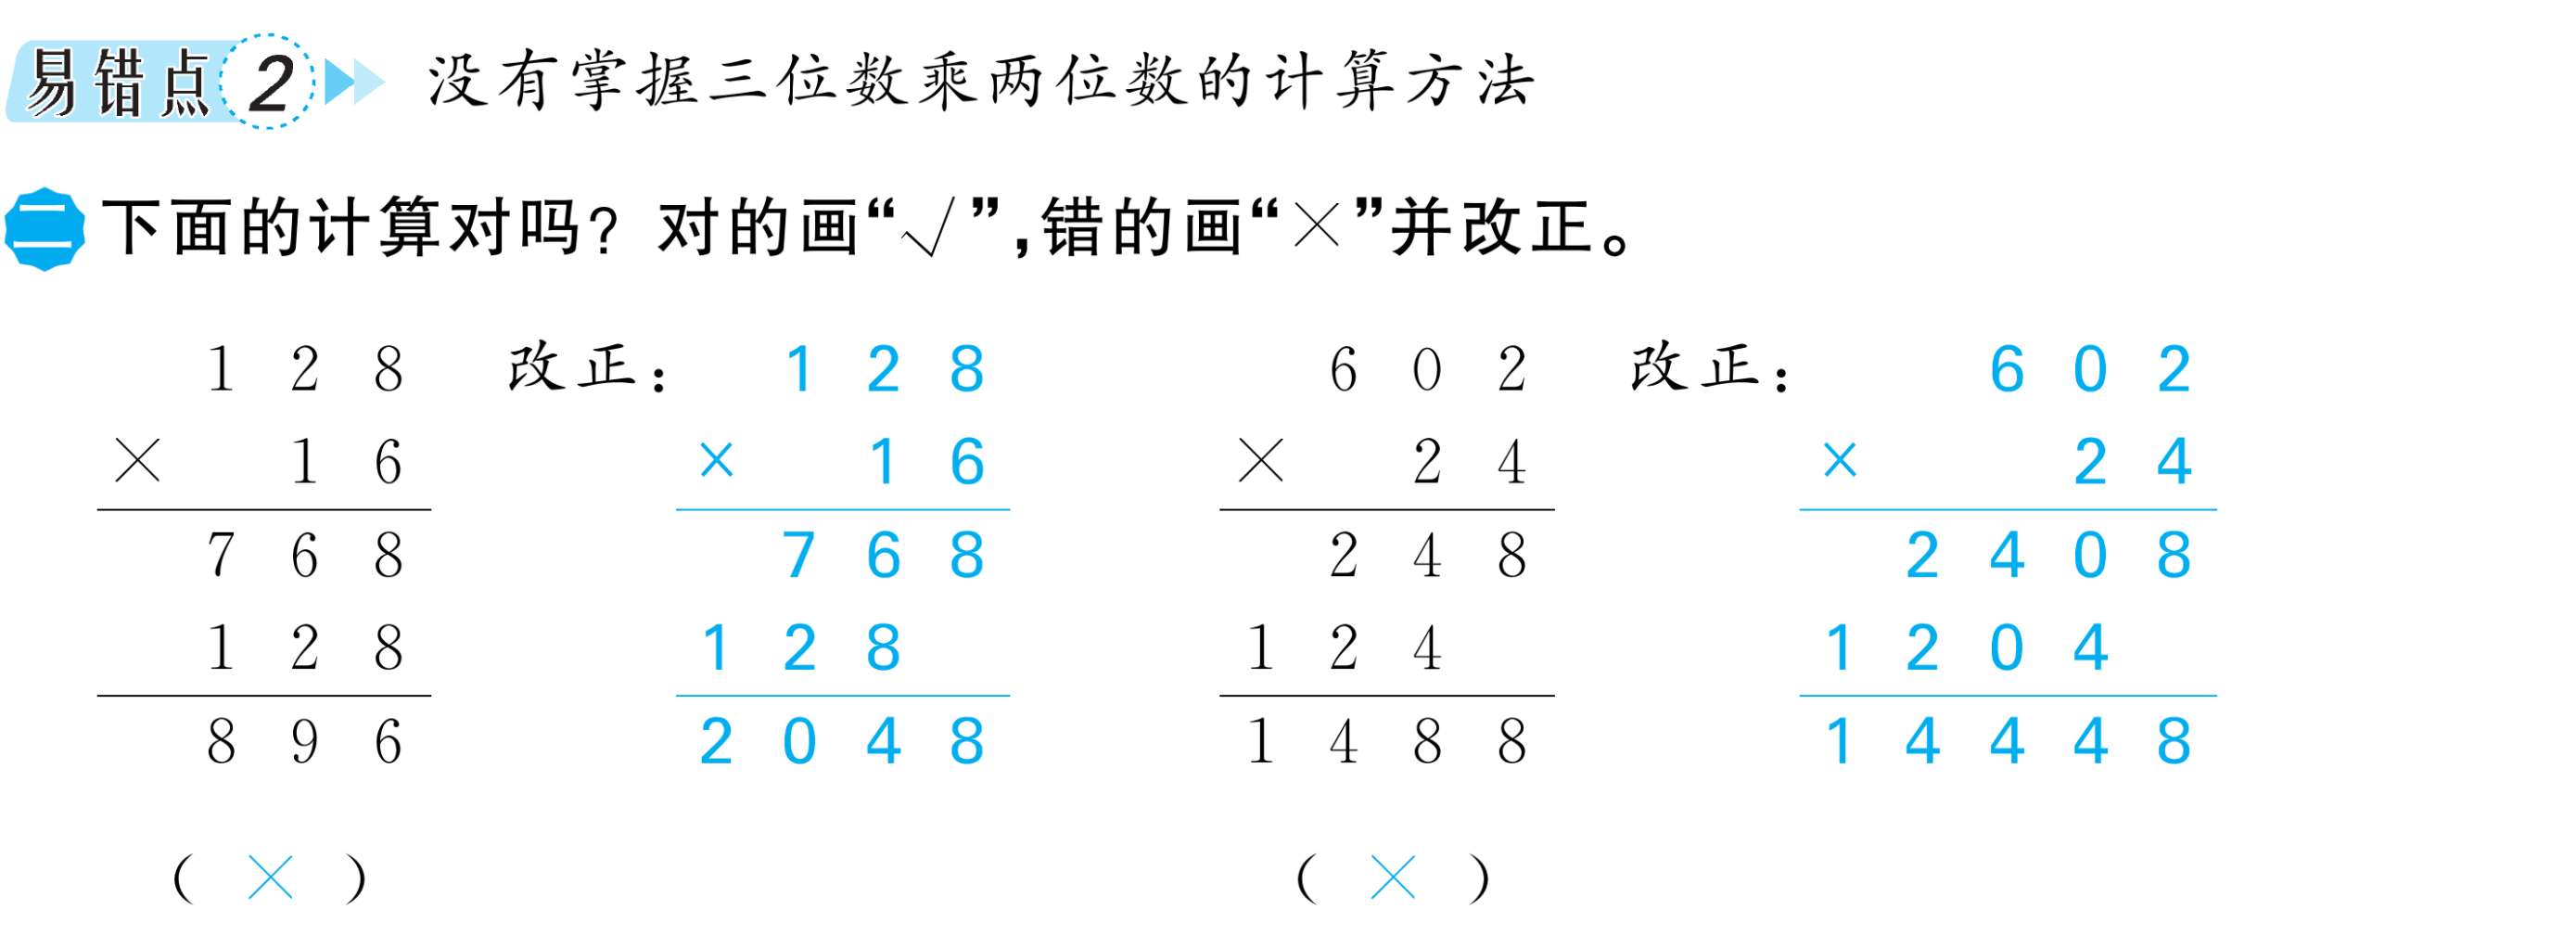 易错点 2 没有掌握三位数乘两位数的计算方法
二 下面的计算对吗? 对的画“√”,错的画“×”并改正。
1 2 8 改正: 1 2 8 6 0 2 改正: 6 0 2
× 1 6 × 1 6 × 2 4 × 2 4
7 6 8 7 6 8 2 4 8 2 4 0 8
1 2 8 1 2 8 1 2 4 1 2 0 4
8 9 6 2 0 4 8 1 4 8 8 1 4 4 4 8
( × ) ( × )